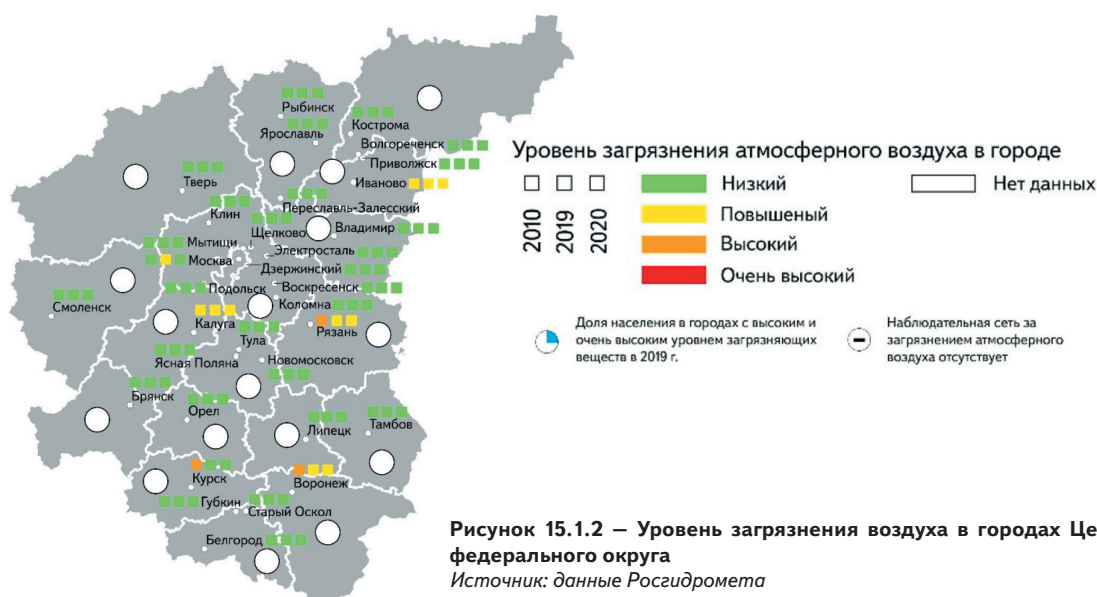 Рыбинск
Ярославль
Кострома
Волгореченск
Приволжск
Иваново
Тверь
Переславль-Залесский
Клин
Щелково
Владимир
Мытищи
Электросталь
Москва
Дзержинский
Подольск
Воскресенск
Смоленск
Коломна
Калуга
Рязань
Тула
Ясная Поляна
Новомосковск
Брянск
Орел
Липецк
Тамбов
Курск
Воронеж
Губкин
Старый Оскол
Белгород
Уровень загрязнения атмосферного воздуха в городе
2010
2019
2020
Низкий
Повышеный
Высокий
Очень высокий
Нет данных
Доля населения в городах с высоким и
очень высоким уровнем загрязняющих
веществ в 2019 г.
Наблюдательная сеть за
загрязнением атмосферного
воздуха отсутствует
Рисунок 15.1.2 – Уровень загрязнения воздуха в городах Це
федерального округа
Источник: данные Росгидромета